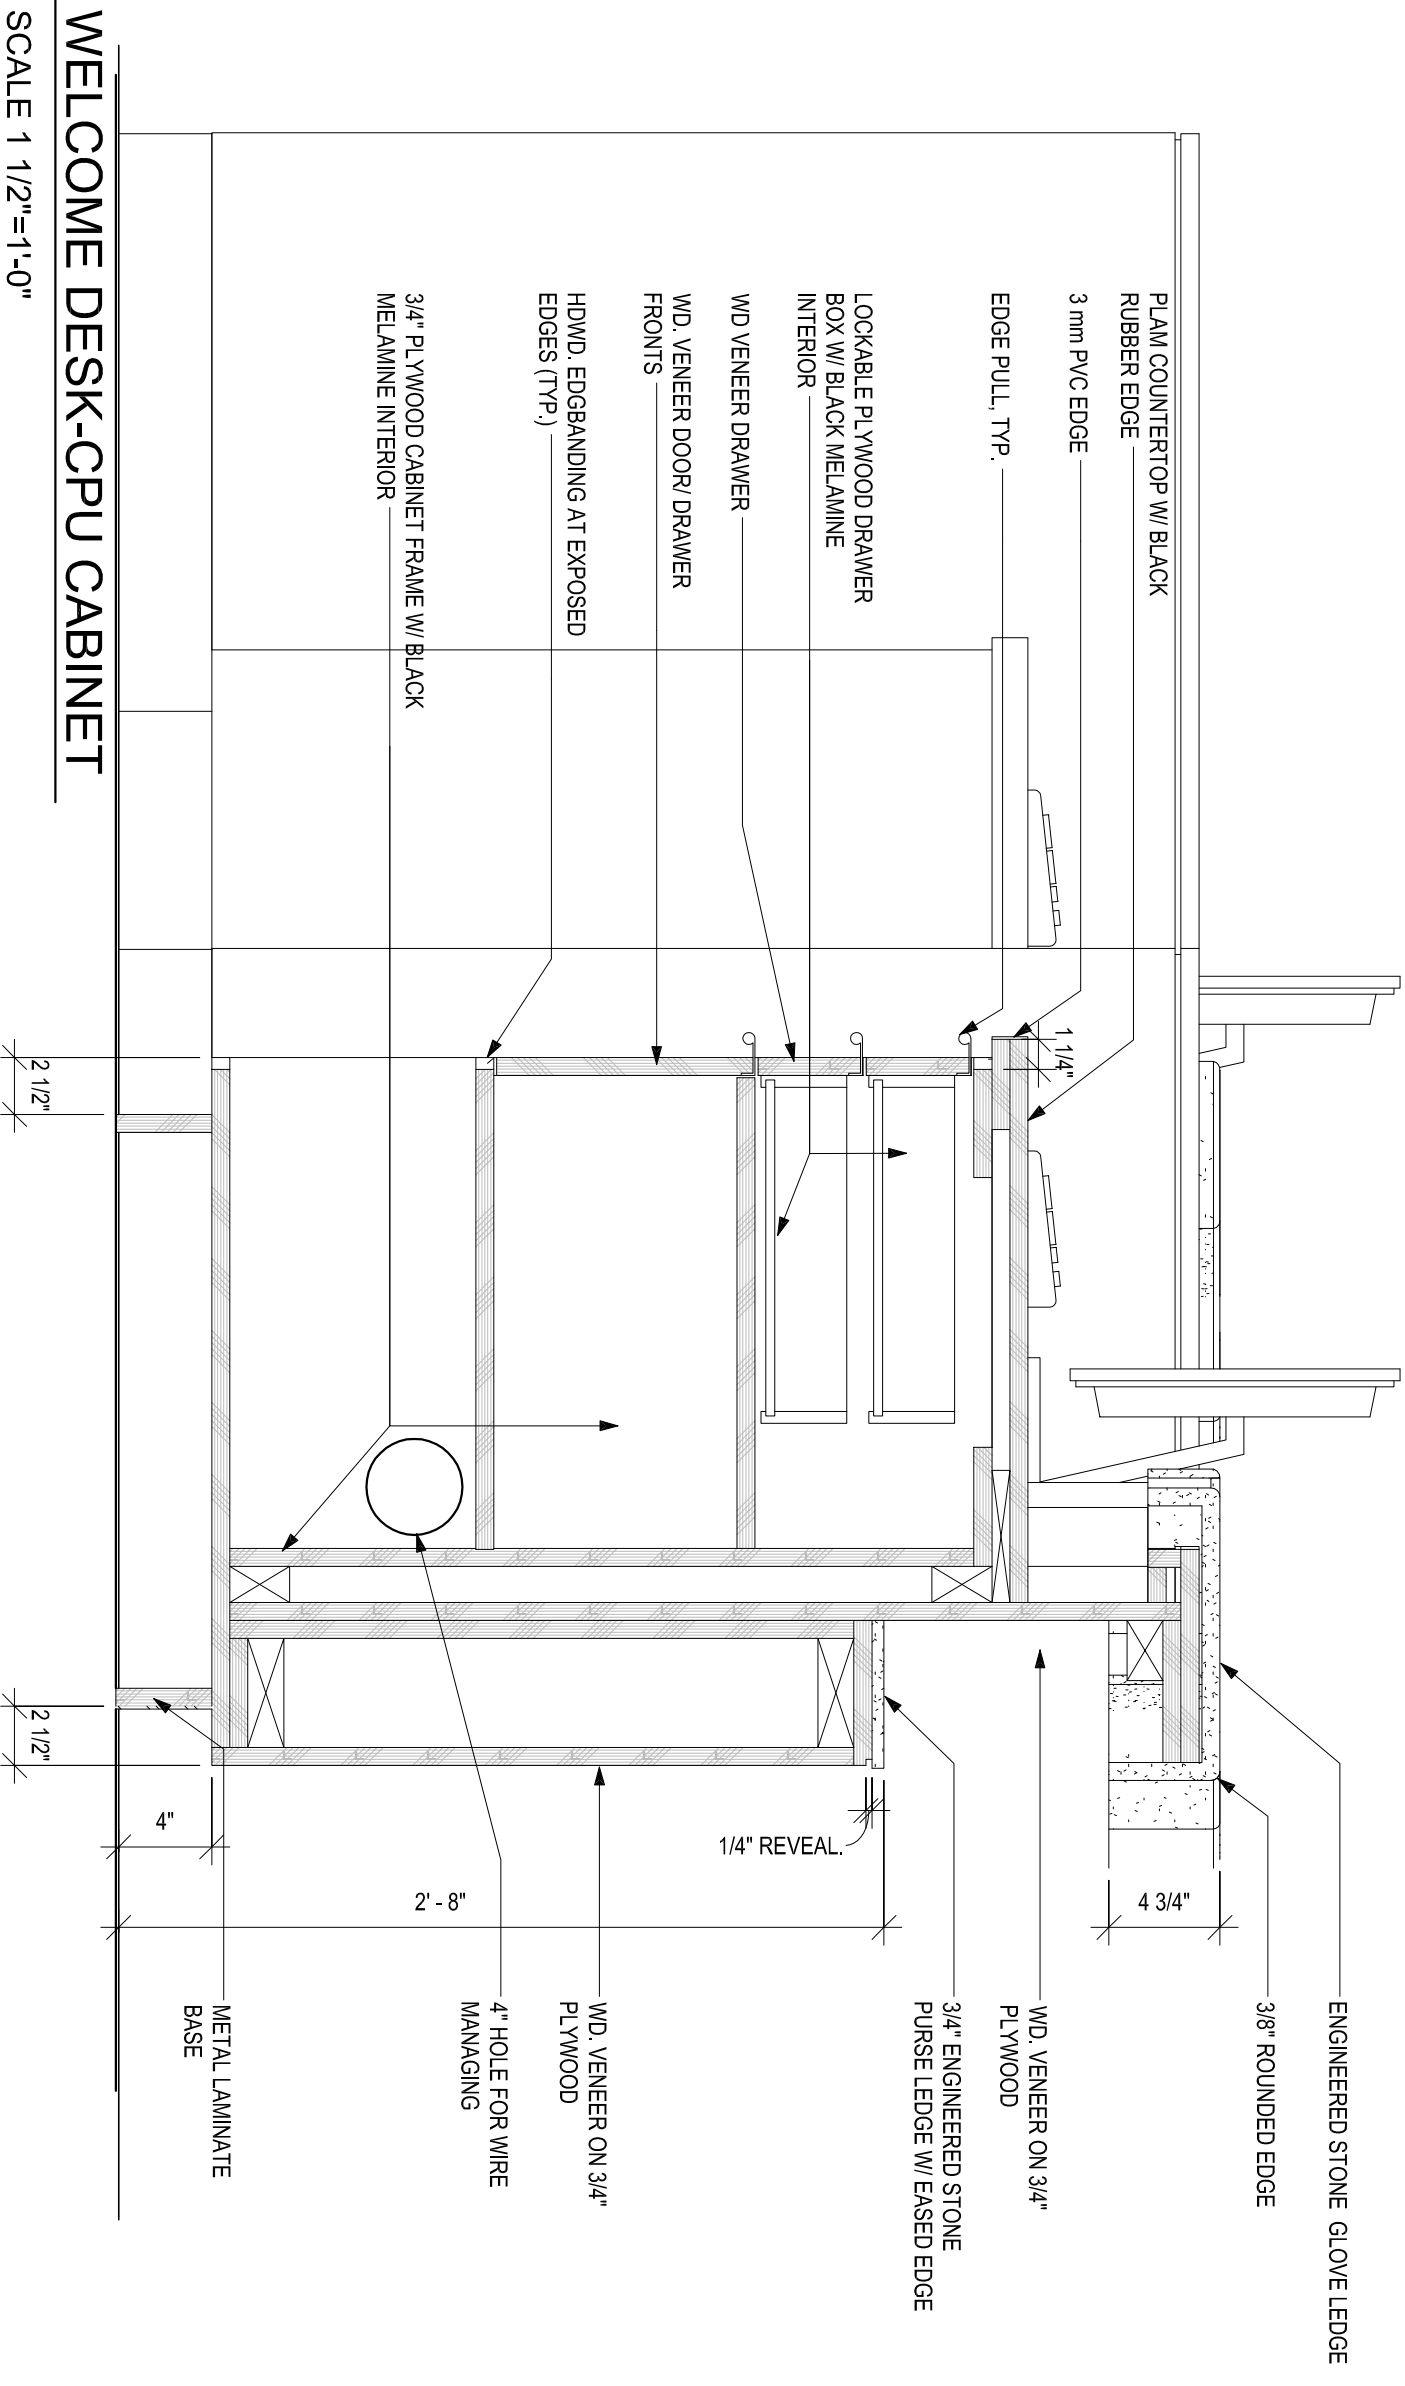 PLAM COUNTERTOP W/ BLACK
RUBBER EDGE
3 mm PVC EDGE
EDGE PULL, TYP.
LOCKABLE PLYWOOD DRAWER
BOX W/ BLACK MELAMINE
INTERIOR
WD VENEER DRAWER
WD. VENEER DOOR/ DRAWER
FRONTS
HDWD. EDGBANDING AT EXPOSED
EDGES (TYP.)
3/4" PLYWOOD CABINET FRAME W/ BLACK
MELAMINE INTERIOR
1 1/4"
2 1/2"
2 1/2"
4"
1/4" REVEAL.
2' - 8"
4 3/4"
ENGINEERED STONE GLOVE LEDGE
3/8" ROUNDED EDGE
WD. VENEER ON 3/4"
PLYWOOD
3/4" ENGINEERED STONE
PURSE LEDGE W/ EASED EDGE
WD. VENEER ON 3/4"
PLYWOOD
4" HOLE FOR WIRE
MANAGING
METAL LAMINATE
BASE
WELCOME DESK-CPU CABINET
SCALE 1 1/2"=1'-0"